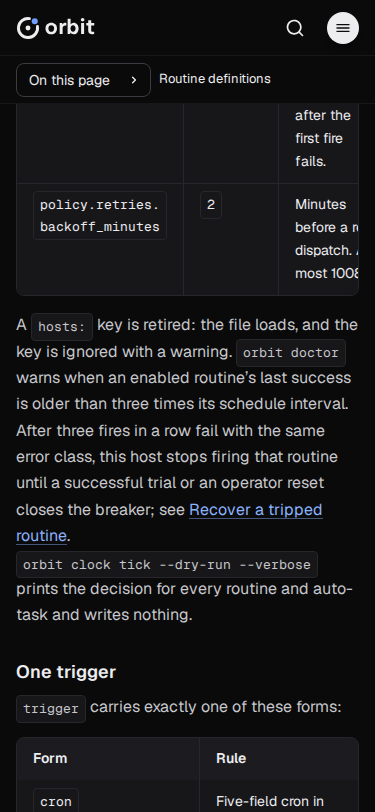 orbit
On this page
Routine definitions
after the
first fire
fails.
policy.retries.
backoff_minutes
2
Minutes
before a
dispatch.
most
A hosts: key is retired: the file loads, and the
key is ignored with a warning. orbit doctor
warns when an enabled routine’s last success
is older than three times its schedule interval.
After three fires in a row fail with the same
error class, this host stops firing that routine
until a successful trial or an operator reset
closes the breaker; see Recover a tripped
routine.
orbit clock tick --dry-run --verbose
prints the decision for every routine and auto-
task and writes nothing.
One trigger
trigger carries exactly one of these forms:
Form
Rule
cron
Five-field cron in